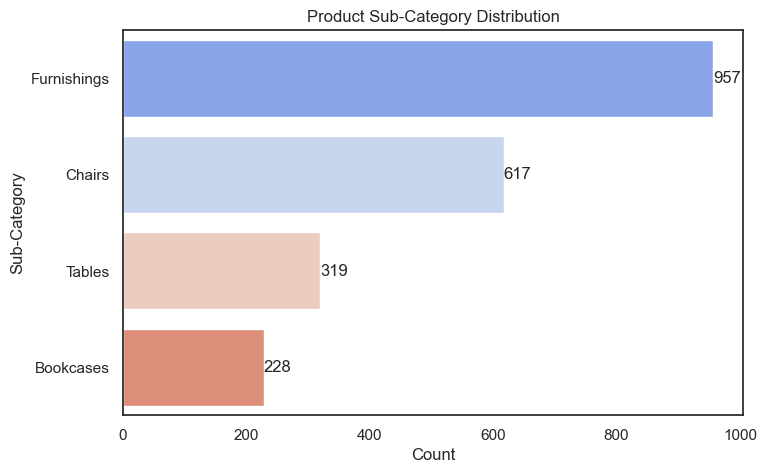 Product Sub-Category Distribution
Sub-Category
Furnishings
957
Chairs
617
Tables
319
Bookcases
228
0 200 400 600 800 1000
Count